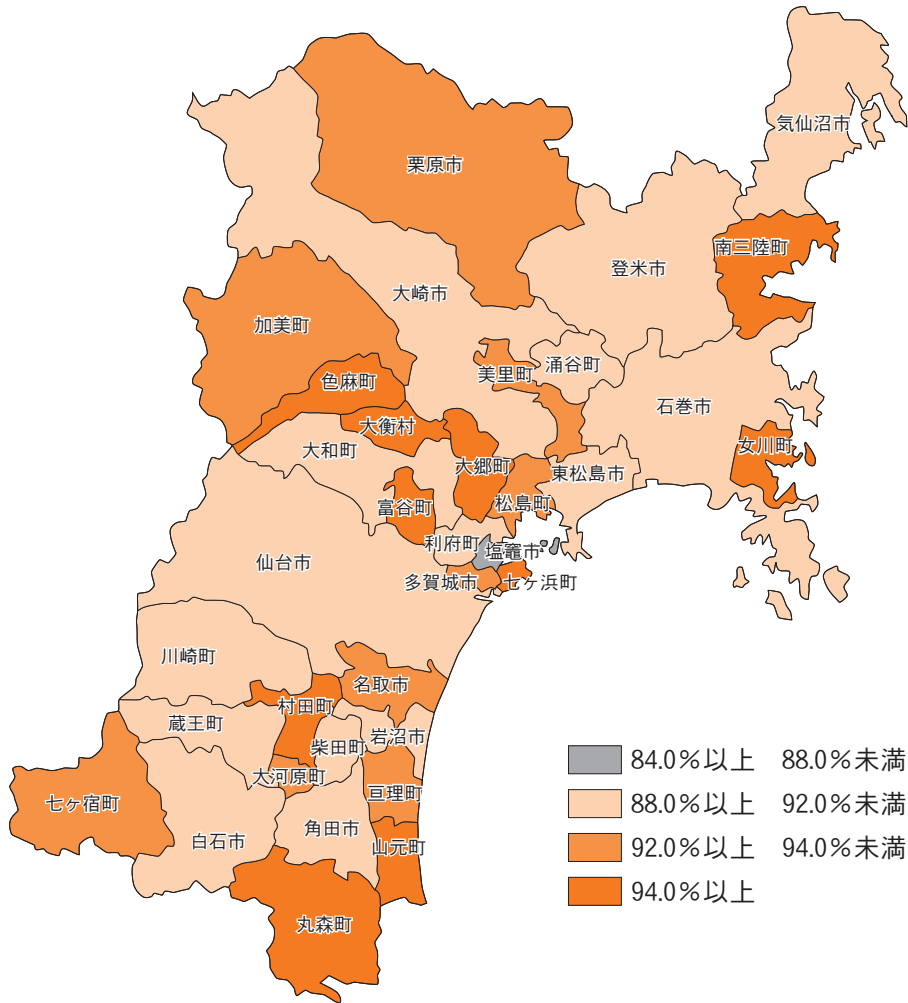 気仙沼市
栗原市
南三陸町
登米市
大崎市
加美町
涌谷町
美里町
色麻町
石巻市
大衡村
女川町
大和町
大郷町
東松島市
松島町
富谷町
利府町
塩竈市
仙台市
多賀城市
七ヶ浜町
川崎町
名取市
村田町
蔵王町
岩沼市
柴田町
大河原町
亘理町
七ヶ宿町
角田市
白石市
山元町
丸森町
84.0%以上 88.0%未満
88.0%以上 92.0%未満
92.0%以上 94.0%未満
94.0%以上